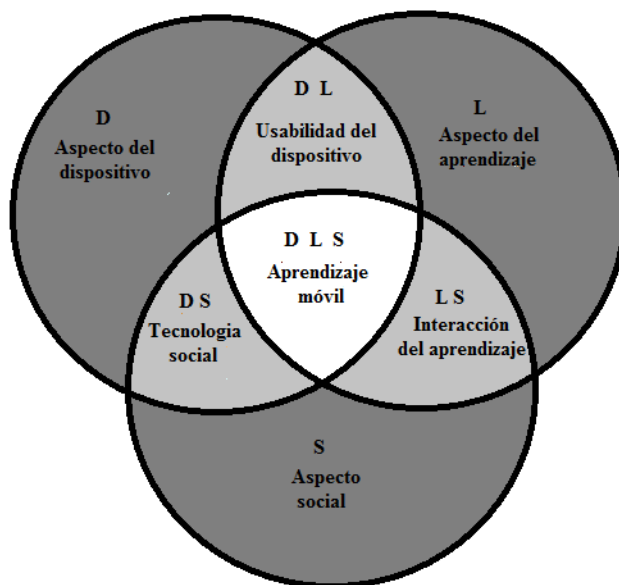 D
Aspecto del
dispositivo
D L
Usabilidad del
dispositivo
L
Aspecto del
aprendizaje
D L S
Aprendizaje
móvil
D S
Tecnologia
social
L S
Interacción
del aprendizaje
S
Aspecto
social